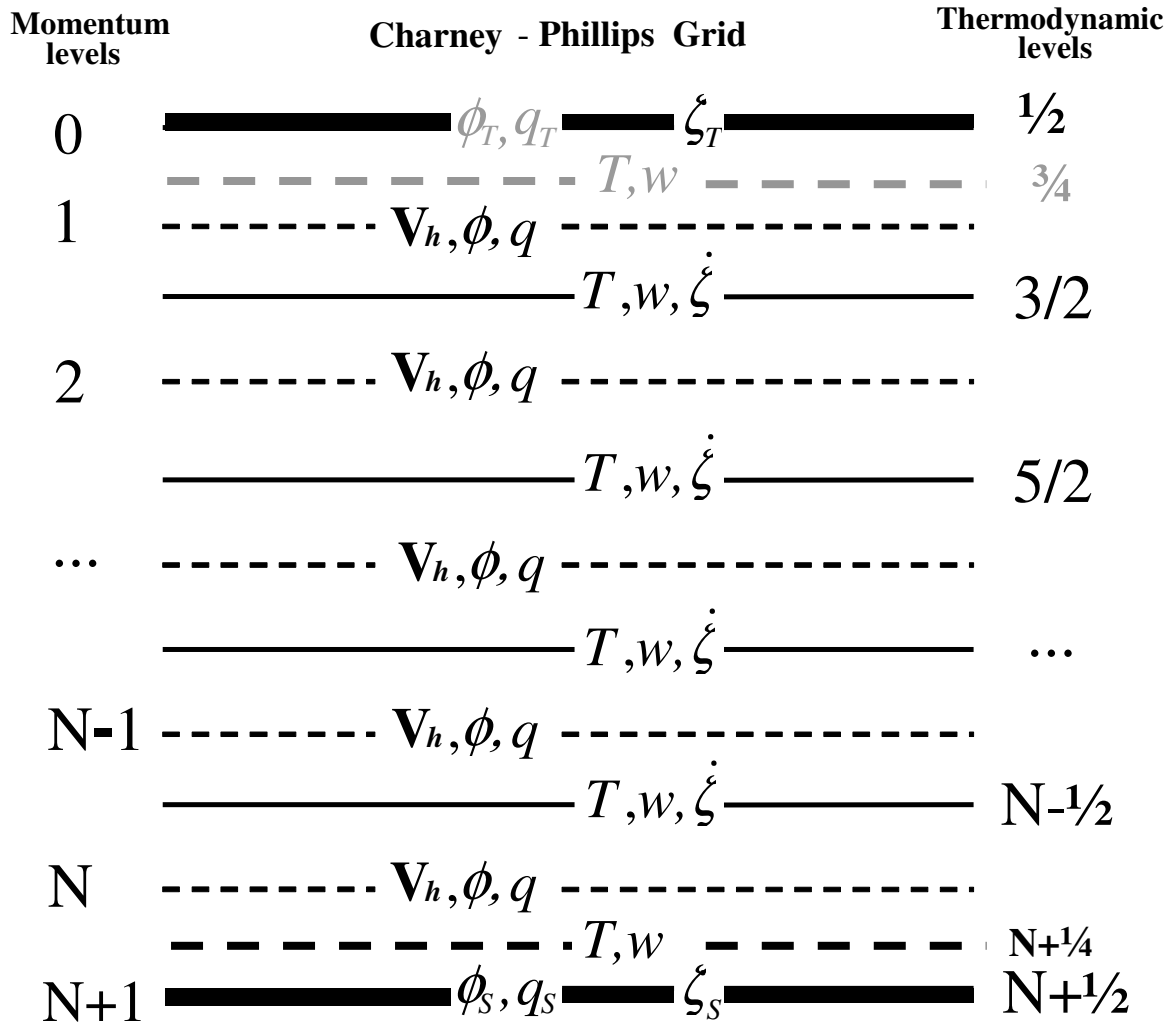 Momentum levels
Charney - Phillips Grid
Thermodynamic levels
0 ϕ_T, q_T ζ_T ½
T, w ¾
1 V_h, ϕ, q
T, w, ζ̇ 3/2
2 V_h, ϕ, q
T, w, ζ̇ 5/2
... V_h, ϕ, q
T, w, ζ̇ ...
N-1 V_h, ϕ, q
T, w, ζ̇ N-½
N V_h, ϕ, q
T, w N+¼
N+1 ϕ_S, q_S ζ_S N+½